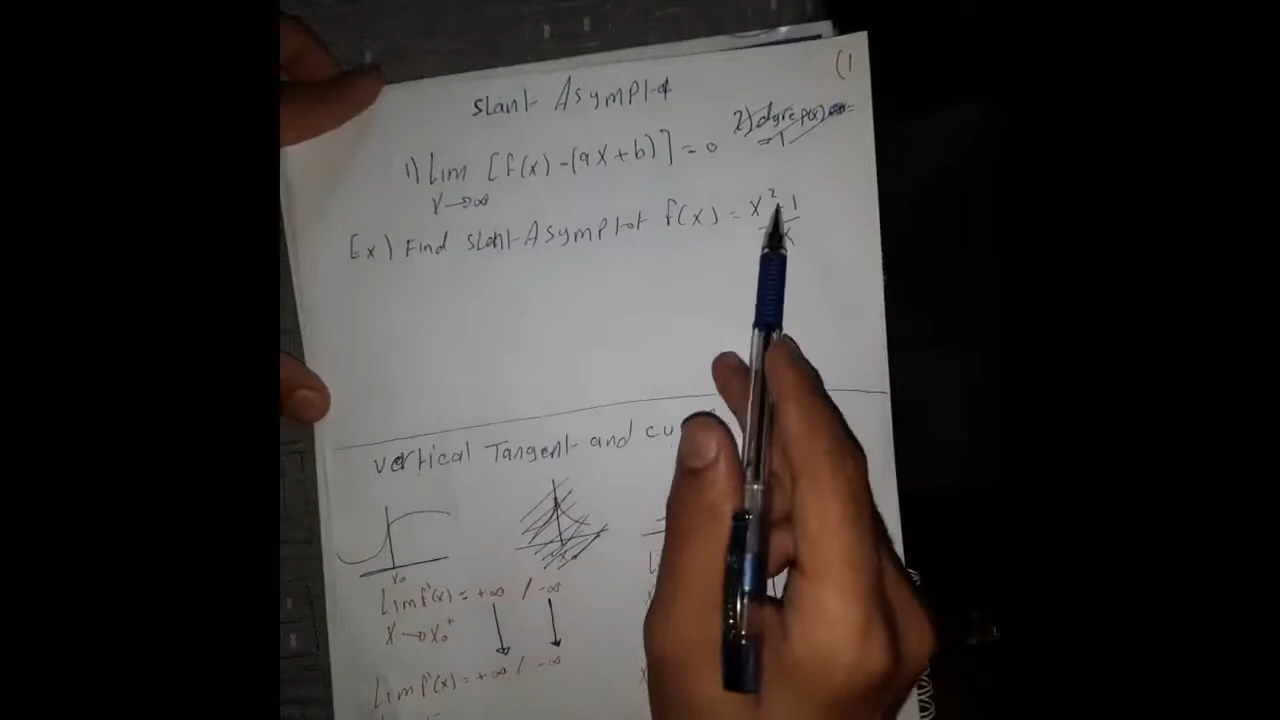 (1
Slant Asymptot
1) Lim [f(x) - (ax+b)] = 0
x→∞
2) dgre p(x)
= 1
Ex) Find slant Asymptot f(x) = x² - 1
x
vertical Tangent and
x₀
Lim f'(x) = +∞ / -∞
x→x₀⁺
Lim f'(x) = +∞ / -∞